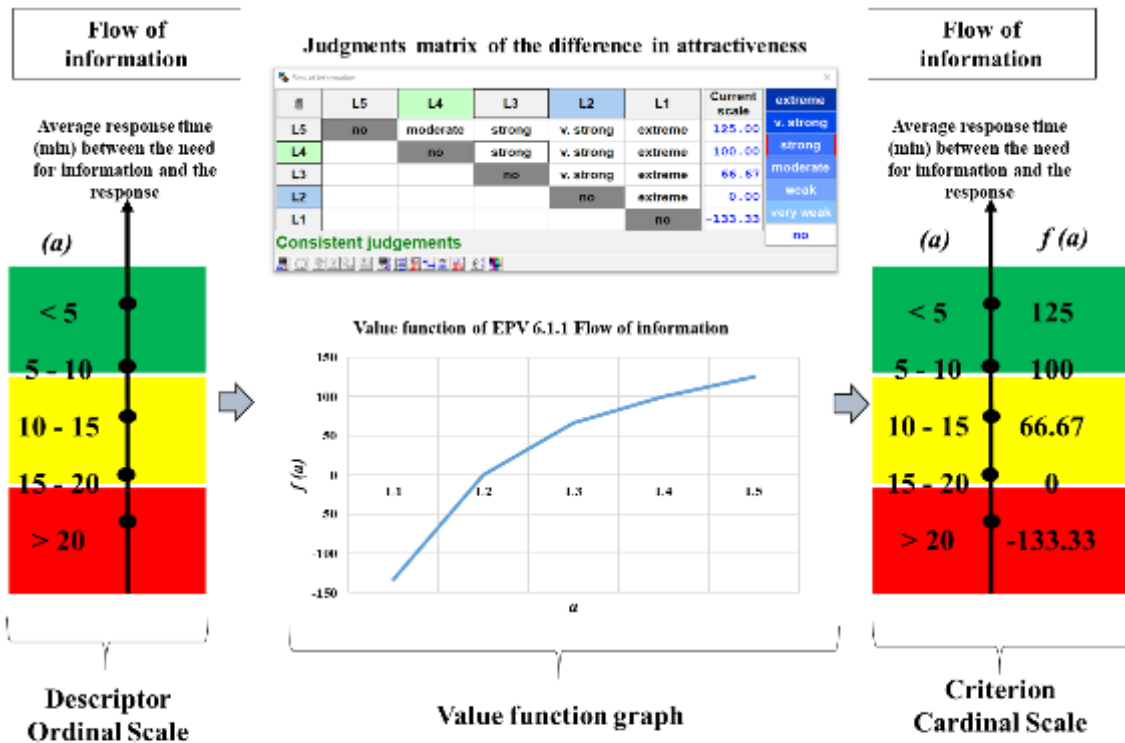 Flow of
information
Average response time
(min) between the need
for information and the
response
(a)
< 5
5 - 10
10 - 15
15 - 20
> 20
Descriptor
Ordinal Scale
Judgments matrix of the difference in attractiveness
Flow of information
L5 L4 L3 L2 L1 Current scale
L5 no moderate strong v. strong extreme 125.00
L4 no strong v. strong extreme 100.00
L3 no v. strong extreme 66.67
L2 no extreme 0.00
L1 no -133.33
extreme
v. strong
strong
moderate
weak
very weak
no
Consistent judgements
Value function of EPV 6.1.1 Flow of information
f (a)
150
100
50
0
-50
-100
-150
L1 L2 L3 L4 L5
a
Value function graph
Flow of
information
Average response time
(min) between the need
for information and the
response
(a) f (a)
< 5 125
5 - 10 100
10 - 15 66.67
15 - 20 0
> 20 -133.33
Criterion
Cardinal Scale